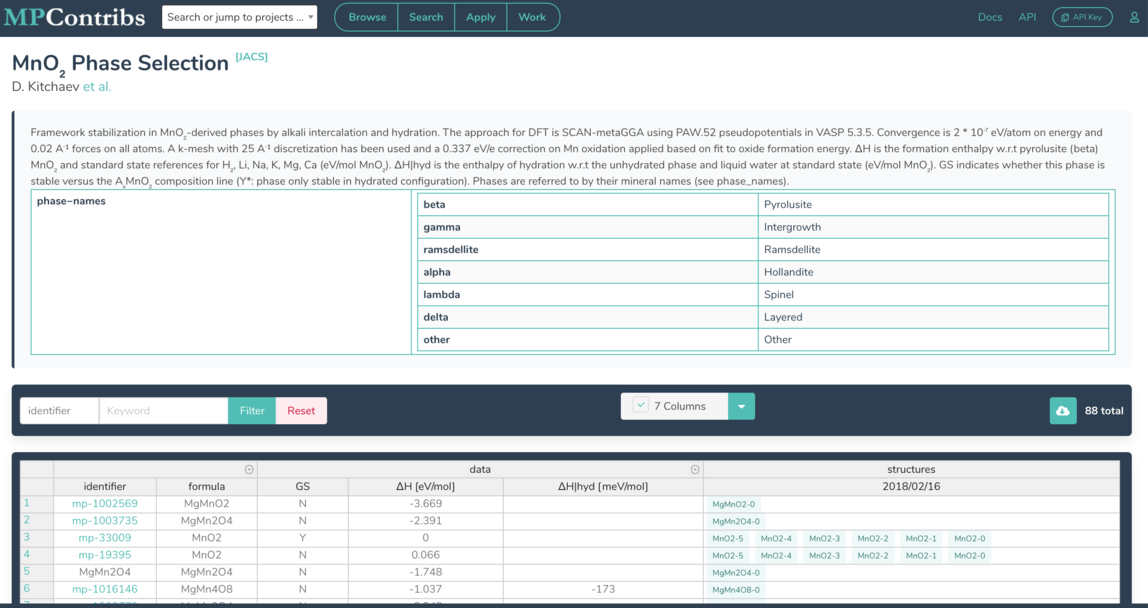 MPContribs Search or jump to projects ... Browse Search Apply Work Docs API API Key
MnO2 Phase Selection [JACS]
D. Kitchaev et al.
Framework stabilization in MnO2-derived phases by alkali intercalation and hydration. The approach for DFT is SCAN-metaGGA using PAW.52 pseudopotentials in VASP 5.3.5. Convergence is 2 * 10-7 eV/atom on energy and
0.02 A-1 forces on all atoms. A k-mesh with 25 A-1 discretization has been used and a 0.337 eV/e correction on Mn oxidation applied based on fit to oxide formation energy. ΔH is the formation enthalpy w.r.t pyrolusite (beta)
MnO2 and standard state references for H2, Li, Na, K, Mg, Ca (eV/mol MnO2). ΔH|hyd is the enthalpy of hydration w.r.t the unhydrated phase and liquid water at standard state (eV/mol MnO2). GS indicates whether this phase is
stable versus the AxMnO2 composition line (Y*: phase only stable in hydrated configuration). Phases are referred to by their mineral names (see phase_names).
phase-names
beta Pyrolusite
gamma Intergrowth
ramsdellite Ramsdellite
alpha Hollandite
lambda Spinel
delta Layered
other Other
identifier Keyword Filter Reset 7 Columns 88 total
data structures
identifier formula GS ΔH [eV/mol] ΔH|hyd [meV/mol] 2018/02/16
1 mp-1002569 MgMnO2 N -3.669 MgMnO2-0
2 mp-1003735 MgMn2O4 N -2.391 MgMn2O4-0
3 mp-33009 MnO2 Y 0 MnO2-5 MnO2-4 MnO2-3 MnO2-2 MnO2-1 MnO2-0
4 mp-19395 MnO2 N 0.066 MnO2-5 MnO2-4 MnO2-3 MnO2-2 MnO2-1 MnO2-0
5 MgMn2O4 MgMn2O4 N -1.748 MgMn2O4-0
6 mp-1016146 MgMn4O8 N -1.037 -173 MgMn4O8-0